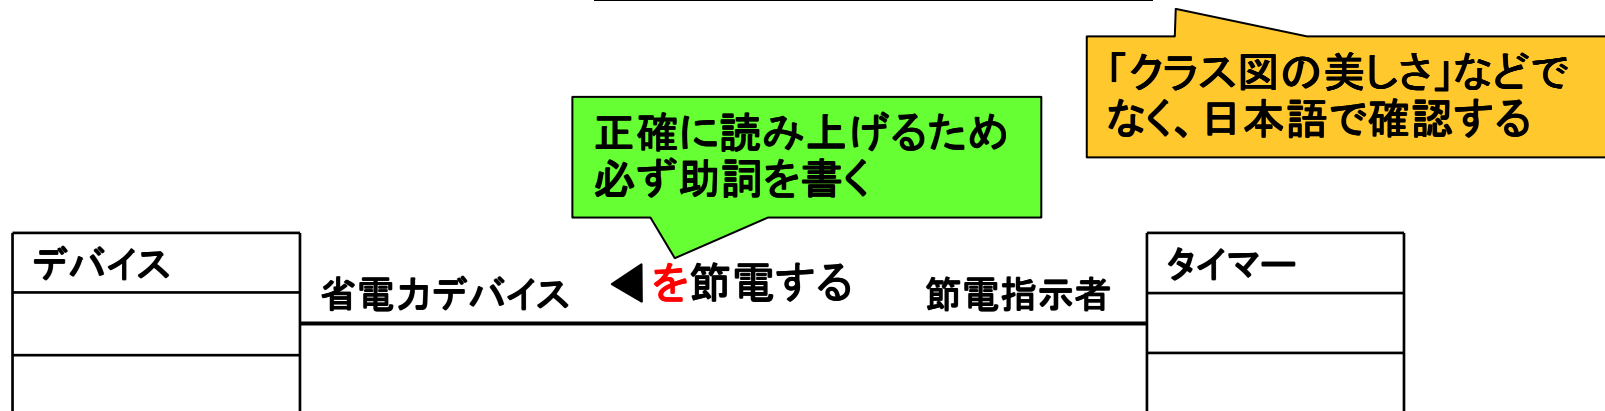 「クラス図の美しさ」などで
なく、日本語で確認する
正確に読み上げるため
必ず助詞を書く
デバイス
省電力デバイス
◀を節電する
節電指示者
タイマー